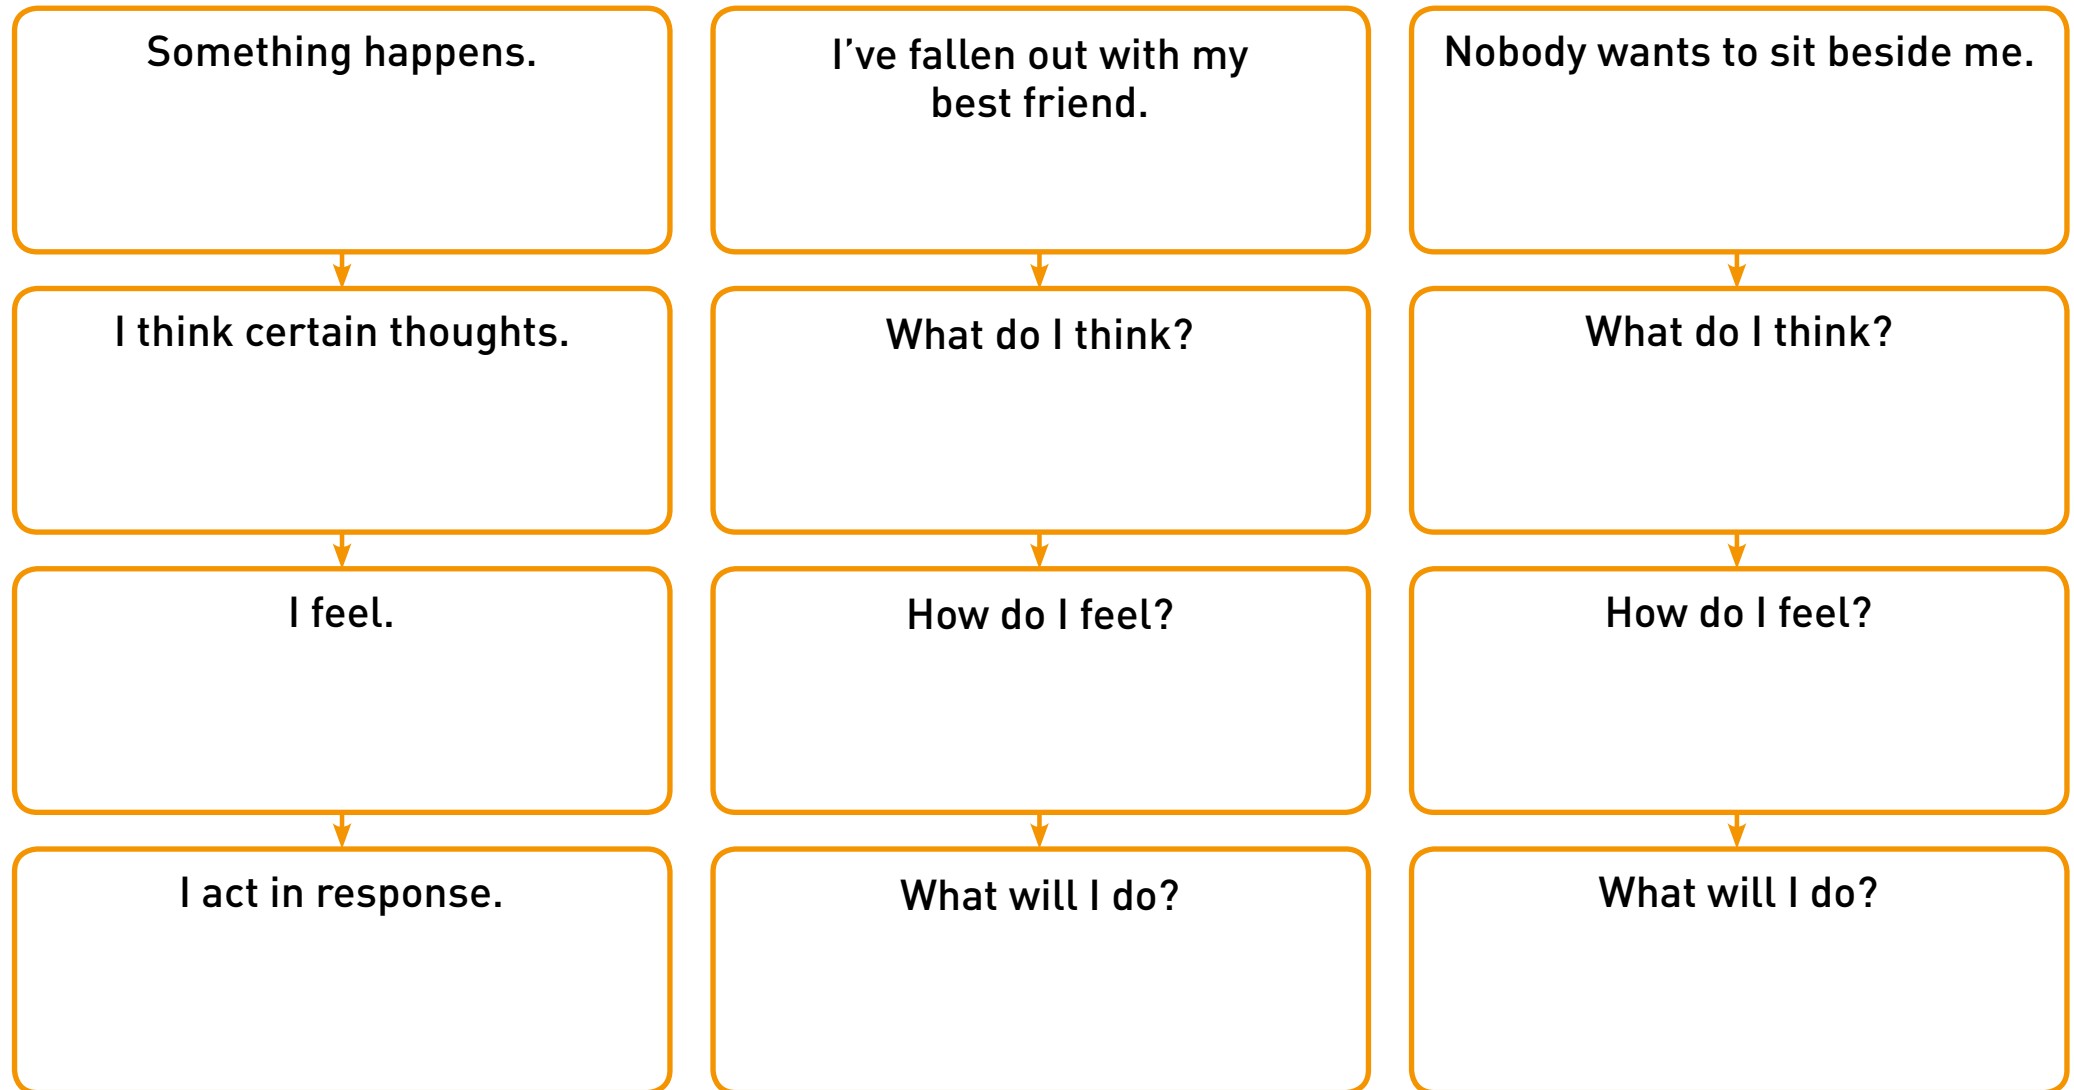 Something happens.
I think certain thoughts.
I feel.
I act in response.
I’ve fallen out with my
best friend.
What do I think?
How do I feel?
What will I do?
Nobody wants to sit beside me.
What do I think?
How do I feel?
What will I do?